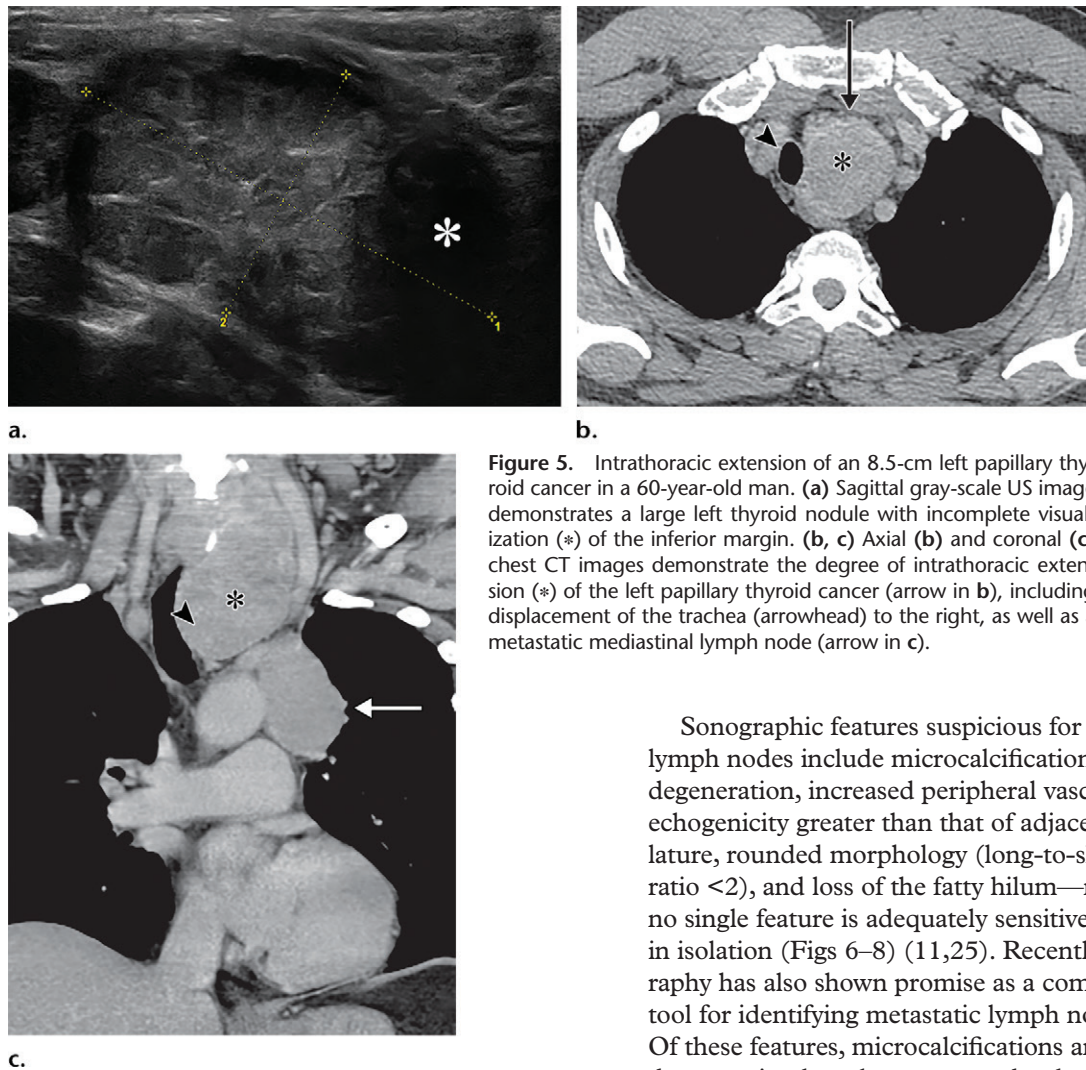 2
1
a.
b.
c.
Figure 5. Intrathoracic extension of an 8.5-cm left papillary thy-
roid cancer in a 60-year-old man. (a) Sagittal gray-scale US image
demonstrates a large left thyroid nodule with incomplete visual-
ization (*) of the inferior margin. (b, c) Axial (b) and coronal (c
chest CT images demonstrate the degree of intrathoracic exten-
sion (*) of the left papillary thyroid cancer (arrow in b), including
displacement of the trachea (arrowhead) to the right, as well as
metastatic mediastinal lymph node (arrow in c).
Sonographic features suspicious for
lymph nodes include microcalcification
degeneration, increased peripheral vasc
echogenicity greater than that of adjace
lature, rounded morphology (long-to-s
ratio <2), and loss of the fatty hilum—
no single feature is adequately sensitive
in isolation (Figs 6–8) (11,25). Recentl
raphy has also shown promise as a com
tool for identifying metastatic lymph no
Of these features, microcalcifications a